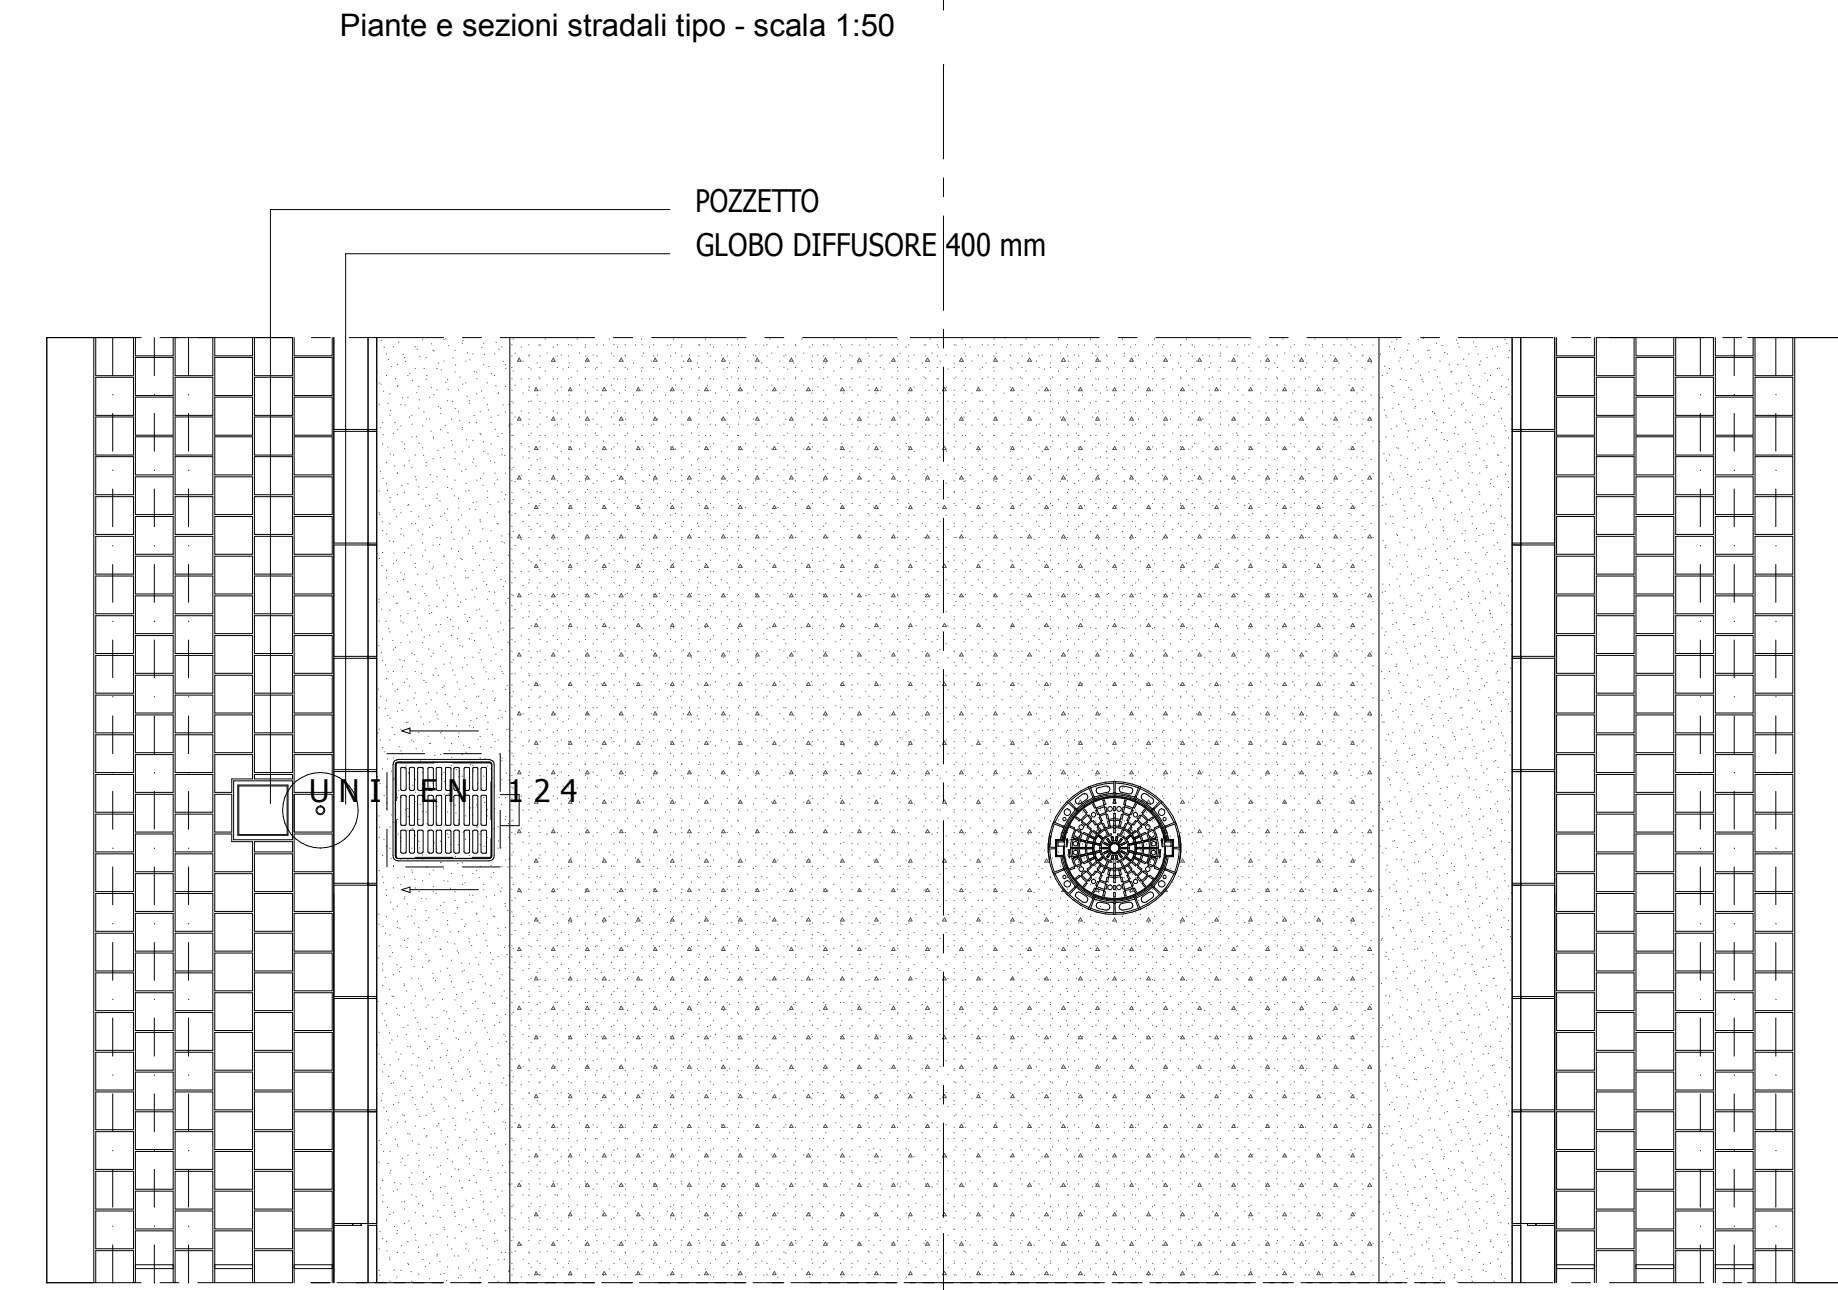 Piante e sezioni stradali tipo - scala 1:50
POZZETTO
GLOBO DIFFUSORE 400 mm
UNI EN 124